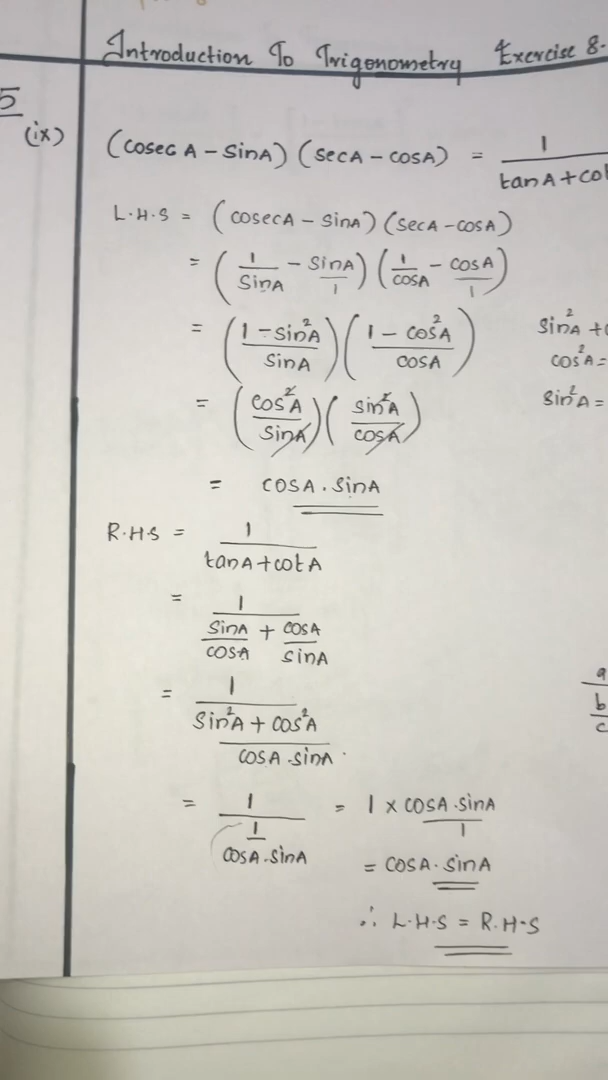 Introduction To Trigonometry Exercise 8.
5
(ix) (cosec A - sinA) (secA - cosA) = 1/(tanA + cot
L.H.S = (cosecA - sinA) (secA - cosA)
= (1/sinA - sinA/1) (1/cosA - cosA/1)
= ((1 - sin²A)/sinA) ((1 - cos²A)/cosA) sin²A +
cos²A =
= (cos²A/sinA) (sin²A/cosA) sin²A =
= cosA . sinA
R.H.S = 1/(tanA + cotA)
= 1/(sinA/cosA + cosA/sinA)
= 1/((sin²A + cos²A)/(cosA . sinA)) a/b/c
= 1/(1/(cosA . sinA)) = 1 x cosA . sinA/1
= cosA . sinA
∴ L.H.S = R.H.S